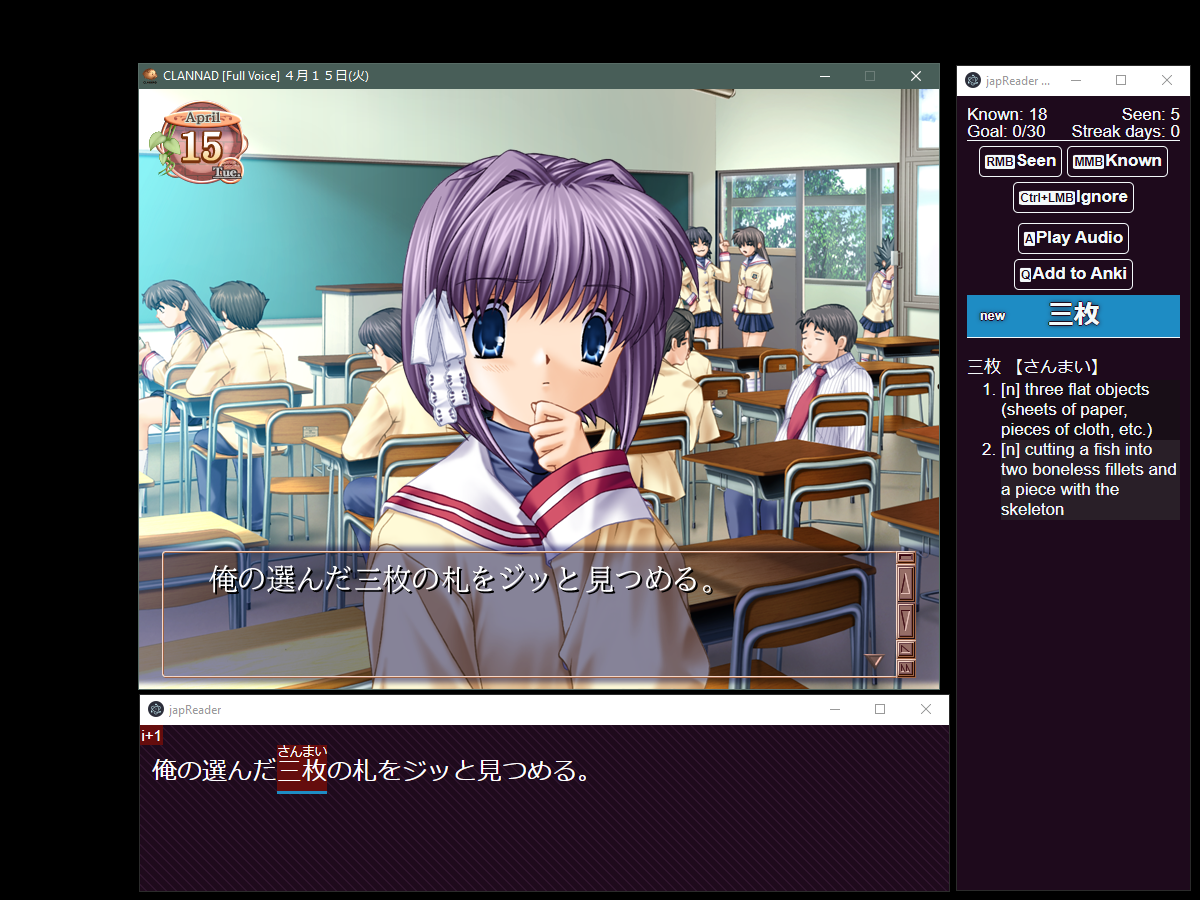 CLANNAD [Full Voice] ４月１５日(火)
April
15
Tue.
俺の選んだ三枚の札をジッと見つめる。
japReader ...
Known: 18 Seen: 5
Goal: 0/30 Streak days: 0
RMB Seen MMB Known
Ctrl+LMB Ignore
A Play Audio
Q Add to Anki
new 三枚
三枚 【さんまい】
1. [n] three flat objects
(sheets of paper,
pieces of cloth, etc.)
2. [n] cutting a fish into
two boneless fillets and
a piece with the
skeleton
japReader
i+1
さんまい
俺の選んだ三枚の札をジッと見つめる。